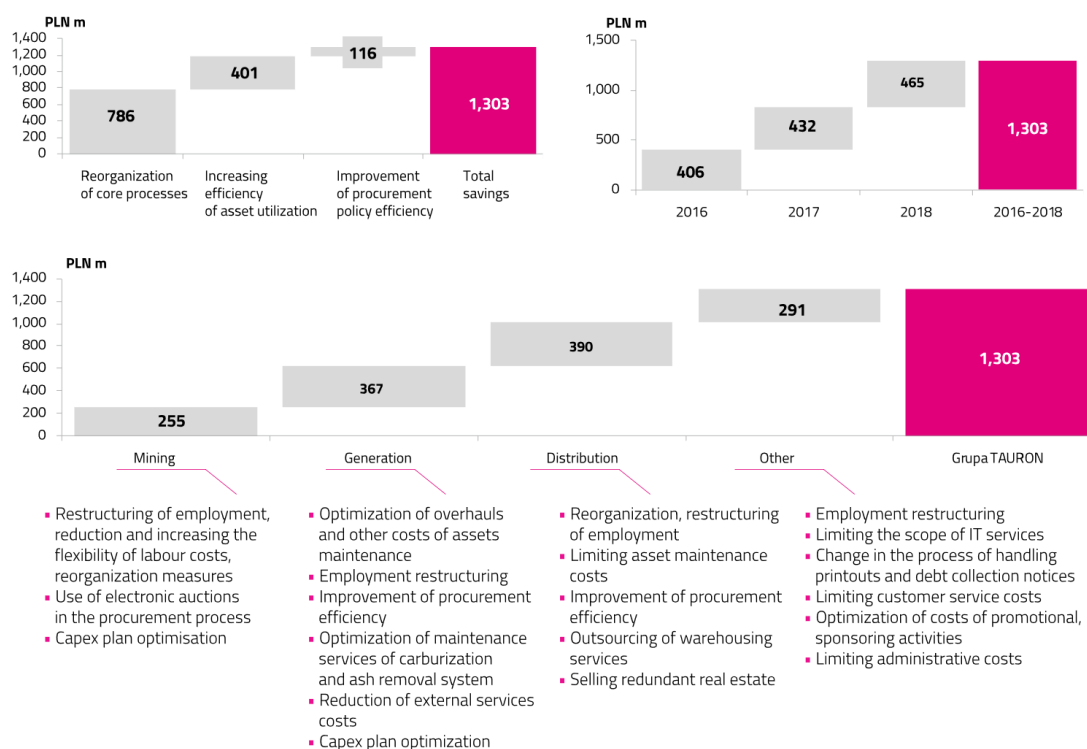 PLN m
1,400
1,200
1,000
800
600
400
200
0
786
401
116
1,303
Reorganization
of core processes
Increasing
efficiency
of asset utilization
Improvement
of procurement
policy efficiency
Total
savings
PLN m
1,500
1,000
500
0
406
432
465
1,303
2016
2017
2018
2016-2018
PLN m
1,400
1,200
1,000
800
600
400
200
0
255
367
390
291
1,303
Mining
Generation
Distribution
Other
Grupa TAURON
▪ Restructuring of employment,
reduction and increasing the
flexibility of labour costs,
reorganization measures
▪ Use of electronic auctions
in the procurement process
▪ Capex plan optimisation
▪ Optimization of overhauls
and other costs of assets
maintenance
▪ Employment restructuring
▪ Improvement of procurement
efficiency
▪ Optimization of maintenance
services of carburization
and ash removal system
▪ Reduction of external services
costs
▪ Capex plan optimization
▪ Reorganization, restructuring
of employment
▪ Limiting asset maintenance
costs
▪ Improvement of procurement
efficiency
▪ Outsourcing of warehousing
services
▪ Selling redundant real estate
▪ Employment restructuring
▪ Limiting the scope of IT services
▪ Change in the process of handling
printouts and debt collection notices
▪ Limiting customer service costs
▪ Optimization of costs of promotional,
sponsoring activities
▪ Limiting administrative costs